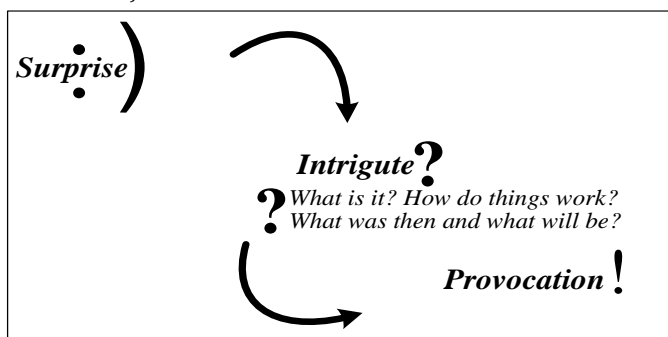 Surprise :)
Intrigute?
? What is it? How do things work?
What was then and what will be?
Provocation!